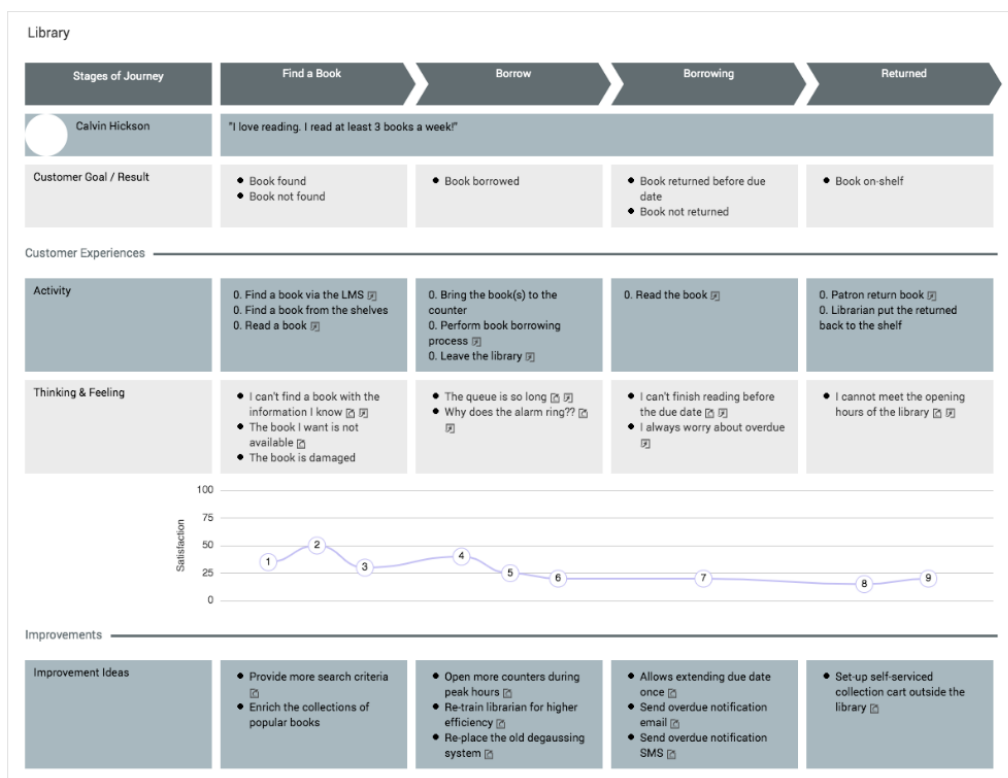 Library
Stages of Journey
Find a Book
Borrow
Borrowing
Returned
Calvin Hickson
"I love reading. I read at least 3 books a week!"
Customer Goal / Result
● Book found
● Book not found
● Book borrowed
● Book returned before due
date
● Book not returned
● Book on-shelf
Customer Experiences
Activity
0. Find a book via the LMS
0. Find a book from the shelves
0. Read a book
0. Bring the book(s) to the
counter
0. Perform book borrowing
process
0. Leave the library
0. Read the book
0. Patron return book
0. Librarian put the returned
back to the shelf
Thinking & Feeling
● I can't find a book with the
information I know
● The book I want is not
available
● The book is damaged
● The queue is so long
● Why does the alarm ring??
● I can't finish reading before
the due date
● I always worry about overdue
● I cannot meet the opening
hours of the library
Satisfaction
100
75
50
25
0
1
2
3
4
5
6
7
8
9
Improvements
Improvement Ideas
● Provide more search criteria
● Enrich the collections of
popular books
● Open more counters during
peak hours
● Re-train librarian for higher
efficiency
● Re-place the old degaussing
system
● Allows extending due date
once
● Send overdue notification
email
● Send overdue notification
SMS
● Set-up self-serviced
collection cart outside the
library